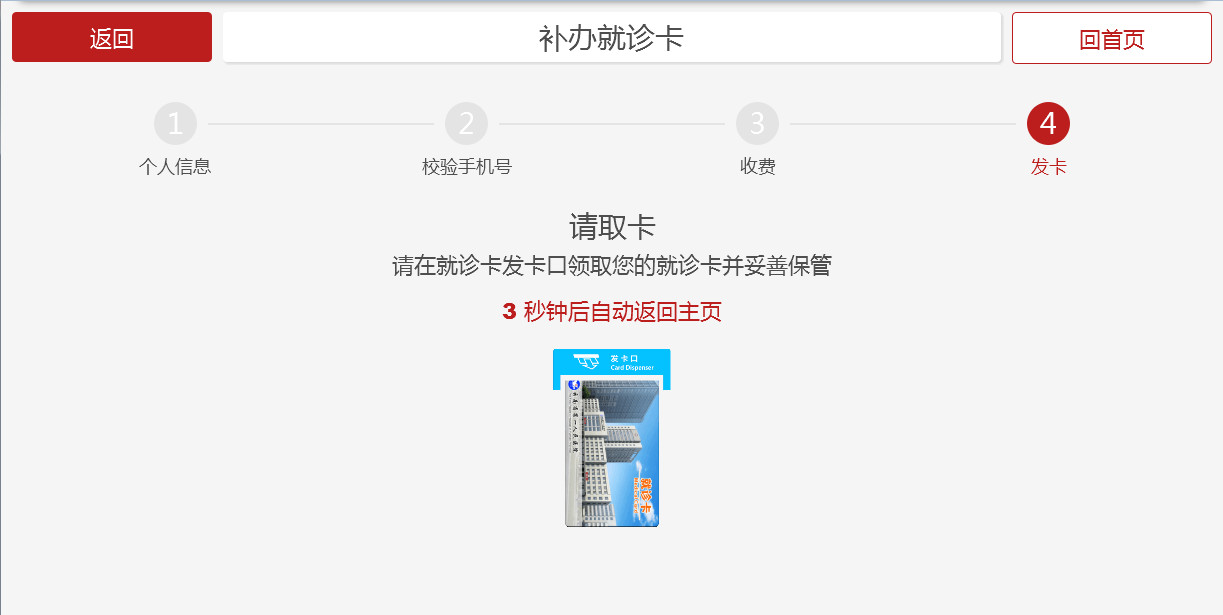 返回
补办就诊卡
回首页
1
2
3
4
个人信息
校验手机号
收费
发卡
请取卡
请在就诊卡发卡口领取您的就诊卡并妥善保管
3 秒钟后自动返回主页
发卡口
Card Dispenser
就诊卡